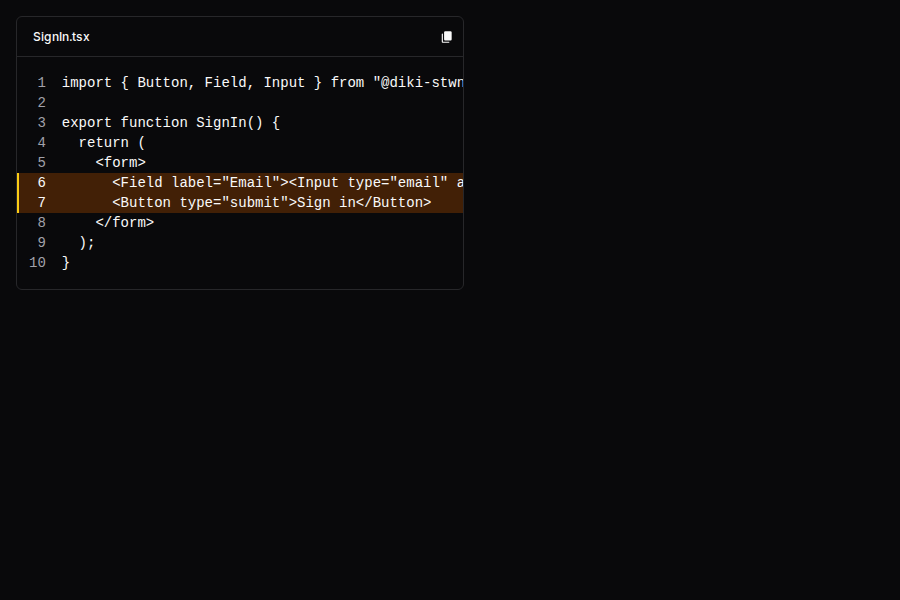 SignIn.tsx
1 import { Button, Field, Input } from "@diki-stwn
2
3 export function SignIn() {
4   return (
5     <form>
6       <Field label="Email"><Input type="email" a
7       <Button type="submit">Sign in</Button>
8     </form>
9   );
10 }